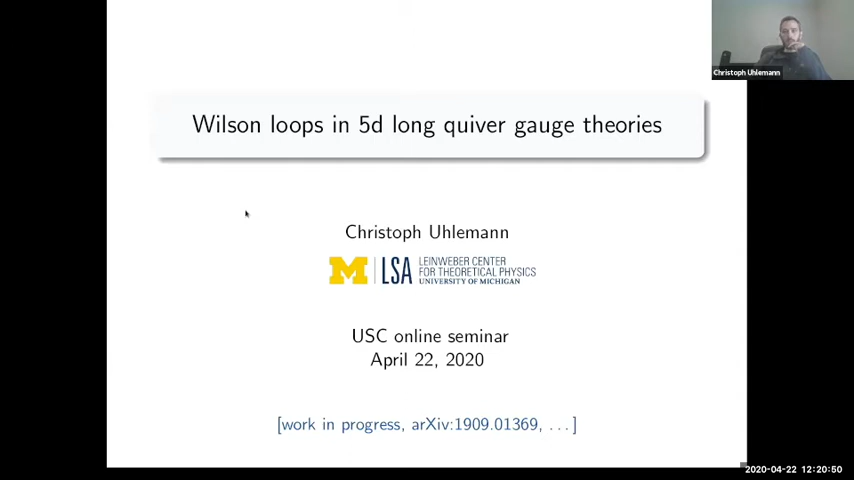 Christoph Uhlemann
Wilson loops in 5d long quiver gauge theories
Christoph Uhlemann
M LSA LEINWEBER CENTER
FOR THEORETICAL PHYSICS
UNIVERSITY OF MICHIGAN
USC online seminar
April 22, 2020
[work in progress, arXiv:1909.01369, ...]
2020-04-22 12:20:50